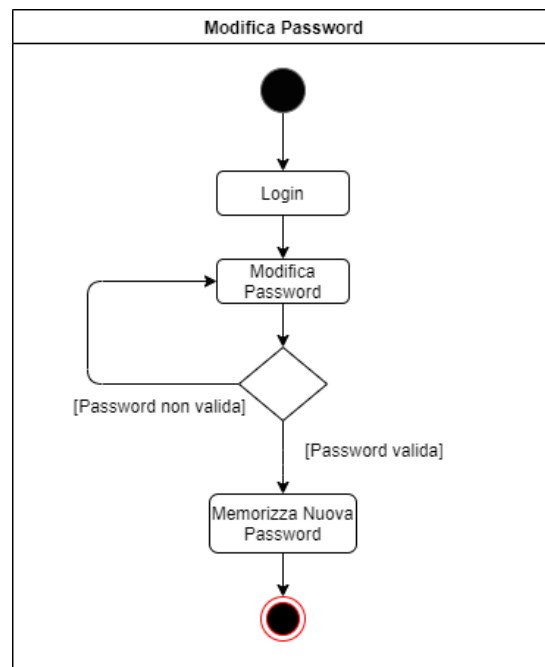 Modifica Password
Login
Modifica
Password
[Password non valida]
[Password valida]
Memorizza Nuova
Password